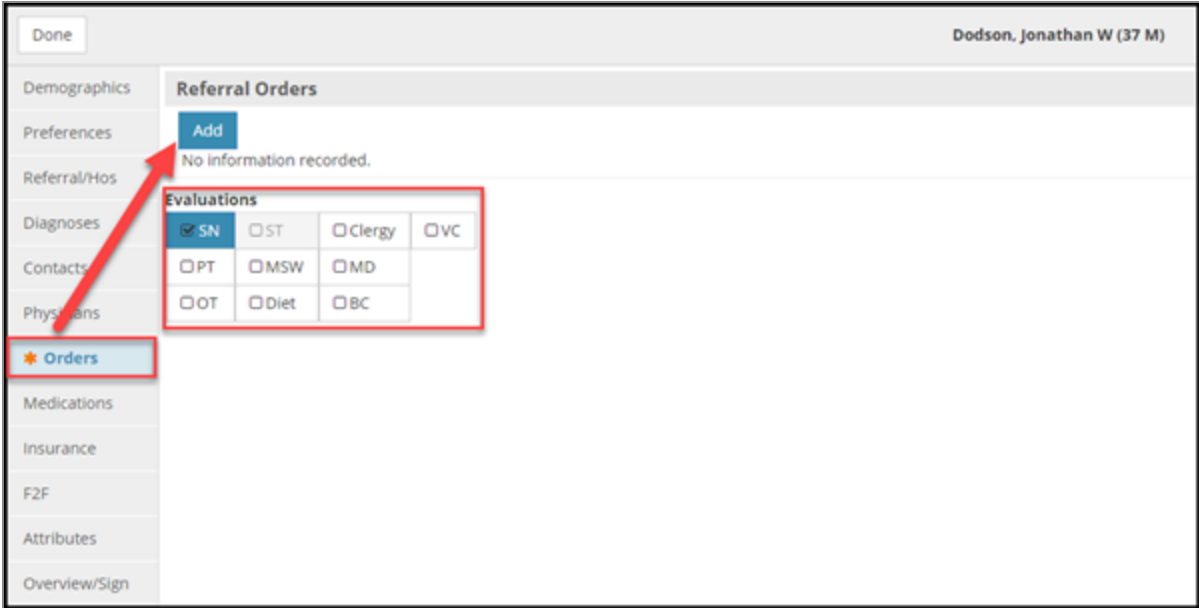 Done
Dodson, Jonathan W (37 M)
Demographics
Preferences
Referral/Hos
Diagnoses
Contacts
Physicians
✱ Orders
Medications
Insurance
F2F
Attributes
Overview/Sign
Referral Orders
Add
No information recorded.
Evaluations
SN ST Clergy VC
PT MSW MD
OT Diet BC